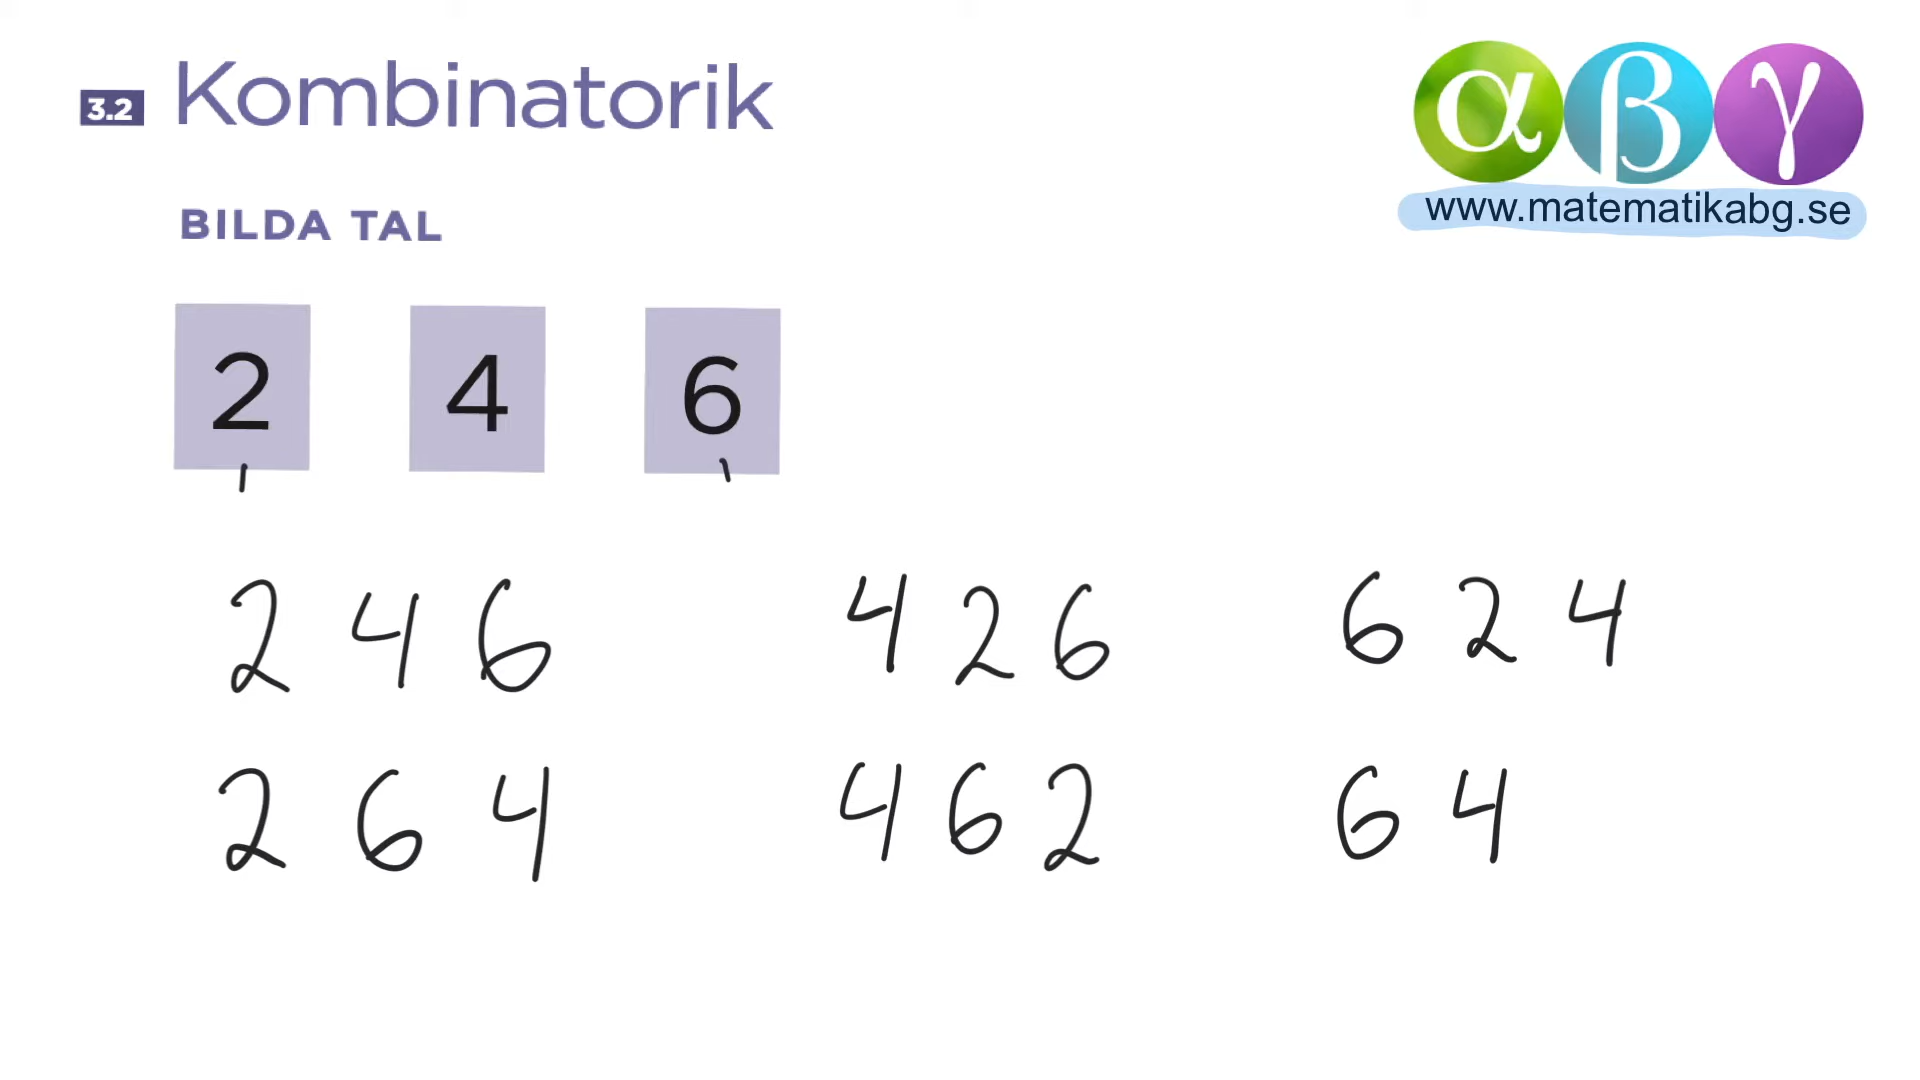 3.2 Kombinatorik
αβγ
www.matematikabg.se
BILDA TAL
2 4 6
2 4 6 4 2 6 6 2 4
2 6 4 4 6 2 6 4